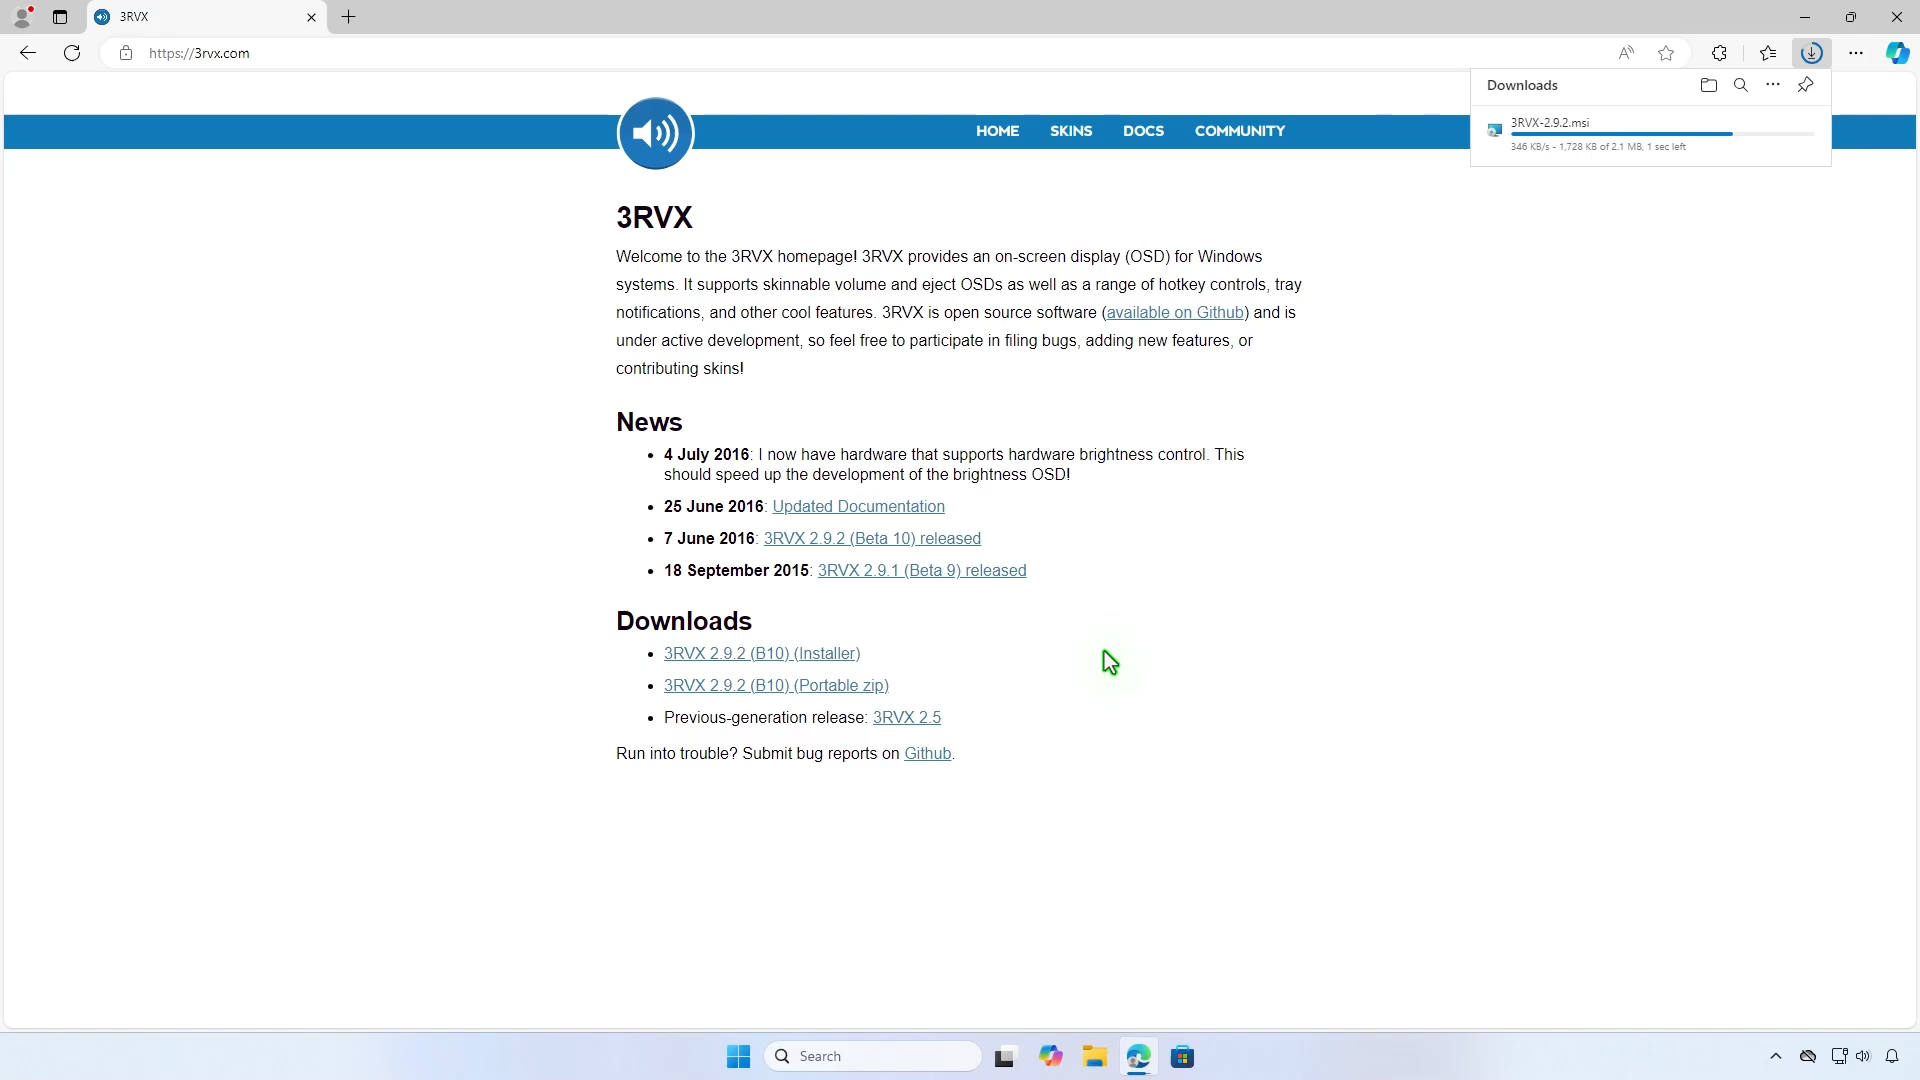 3RVX
https://3rvx.com
Downloads
3RVX-2.9.2.msi
346 KB/s - 1,728 KB of 2.1 MB, 1 sec left
HOME SKINS DOCS COMMUNITY
3RVX
Welcome to the 3RVX homepage! 3RVX provides an on-screen display (OSD) for Windows
systems. It supports skinnable volume and eject OSDs as well as a range of hotkey controls, tray
notifications, and other cool features. 3RVX is open source software (available on Github) and is
under active development, so feel free to participate in filing bugs, adding new features, or
contributing skins!
News
• 4 July 2016: I now have hardware that supports hardware brightness control. This
should speed up the development of the brightness OSD!
• 25 June 2016: Updated Documentation
• 7 June 2016: 3RVX 2.9.2 (Beta 10) released
• 18 September 2015: 3RVX 2.9.1 (Beta 9) released
Downloads
• 3RVX 2.9.2 (B10) (Installer)
• 3RVX 2.9.2 (B10) (Portable zip)
• Previous-generation release: 3RVX 2.5
Run into trouble? Submit bug reports on Github.
Search